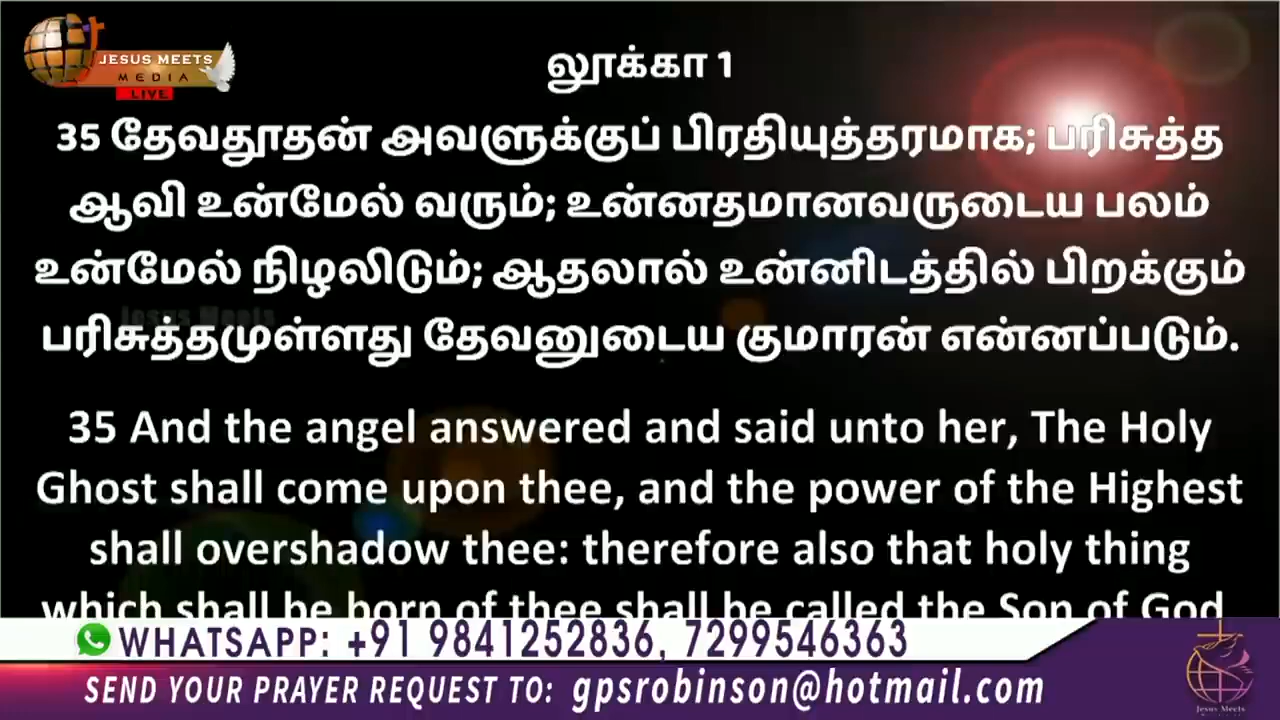 JESUS MEETS
MEDIA
LIVE
லூக்கா 1
35 தேவதூதன் அவளுக்குப் பிரதியுத்தரமாக; பரிசுத்த
ஆவி உன்மேல் வரும்; உன்னதமானவருடைய பலம்
உன்மேல் நிழலிடும்; ஆதலால் உன்னிடத்தில் பிறக்கும்
Jesus Meets
பரிசுத்தமுள்ளது தேவனுடைய குமாரன் என்னப்படும்.
35 And the angel answered and said unto her, The Holy
Ghost shall come upon thee, and the power of the Highest
shall overshadow thee: therefore also that holy thing
which shall be born of thee shall be called the Son of God
WHATSAPP: +91 9841252836, 7299546363
SEND YOUR PRAYER REQUEST TO: gpsrobinson@hotmail.com
Jesus Meets